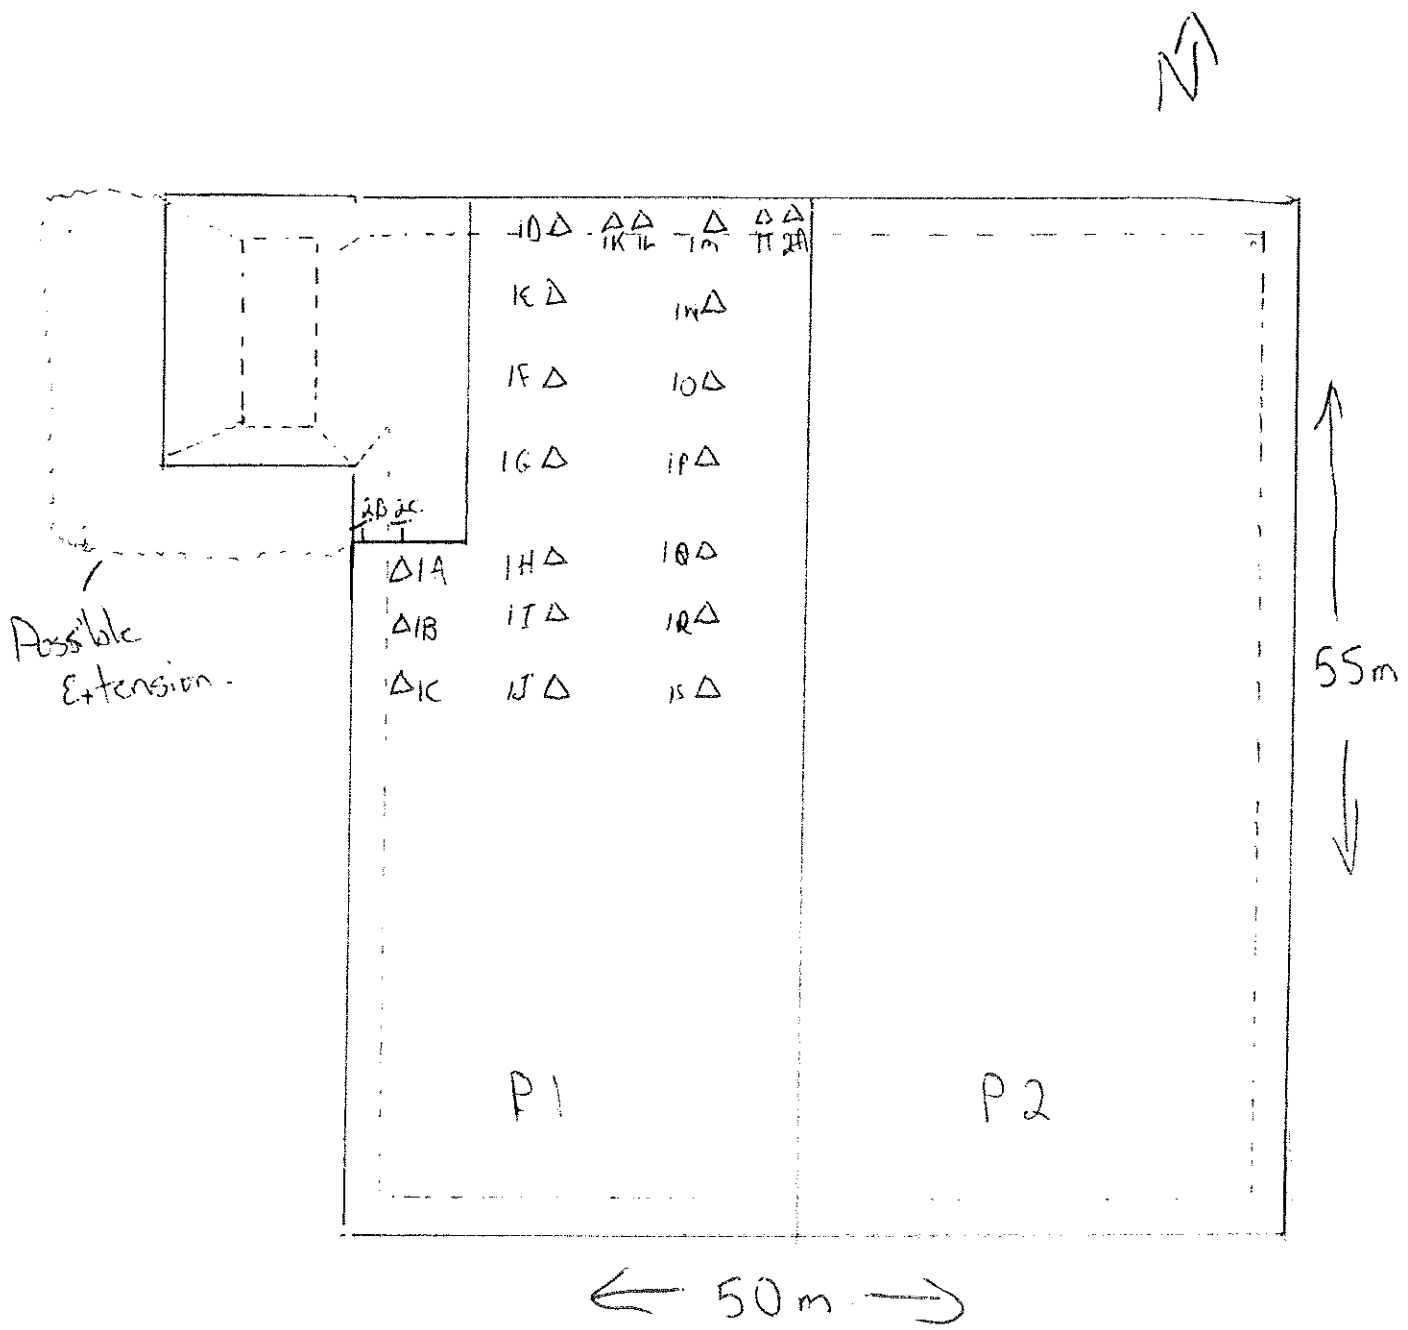 N
1D 1K 1L 1M 1T 2A
1E 1N
1F 1O
1G 1P
2B 2C
1A 1H 1Q
1B 1I 1R
1C 1J 1S
Possible
Extension.
55m
P1 P2
50m